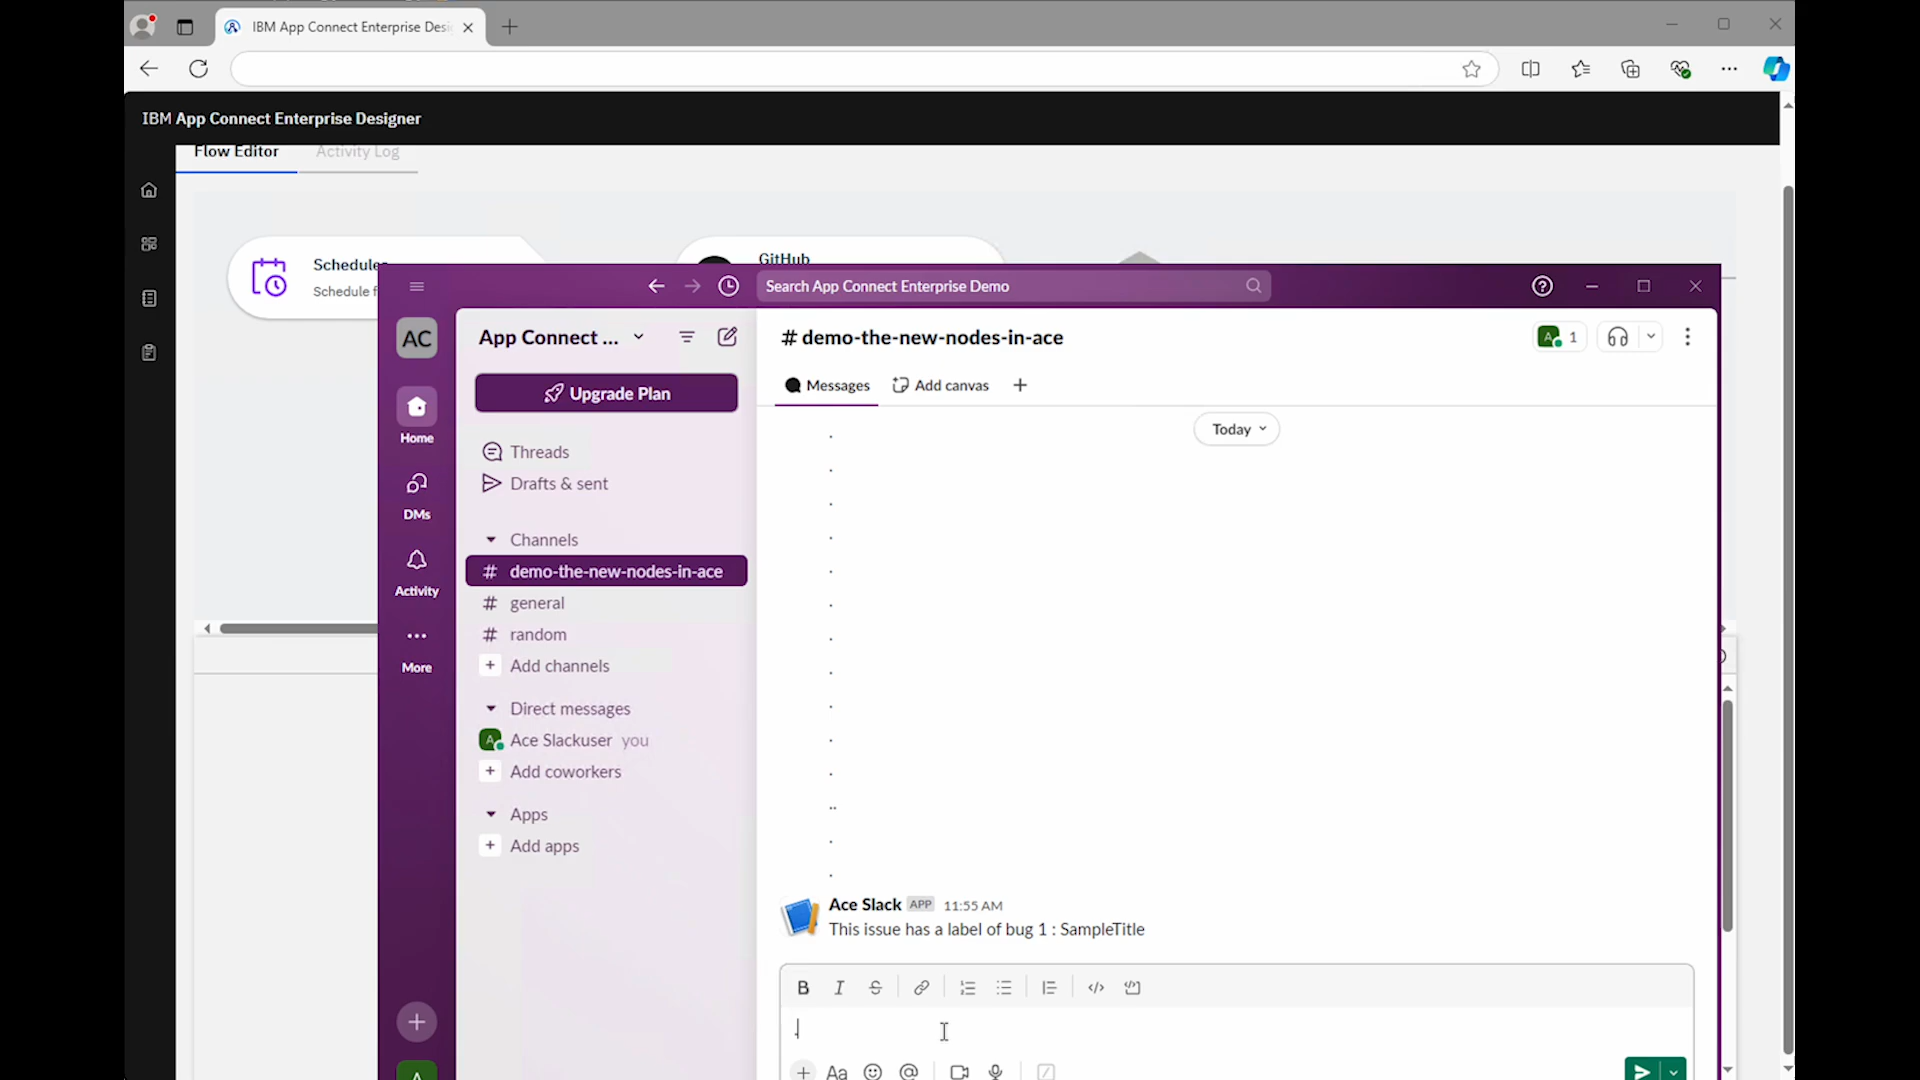 IBM App Connect Enterprise Desi
IBM App Connect Enterprise Designer
Flow Editor
Activity Log
Schedule
Schedule f
GitHub
Search App Connect Enterprise Demo
AC
App Connect ...
# demo-the-new-nodes-in-ace
A 1
Upgrade Plan
Messages
Add canvas
Home
Today
Threads
Drafts & sent
DMs
Channels
# demo-the-new-nodes-in-ace
Activity
# general
# random
Add channels
More
Direct messages
A Ace Slackuser you
Add coworkers
Apps
Add apps
Ace Slack APP 11:55 AM
This issue has a label of bug 1 : SampleTitle
B I S
.
Aa @
A